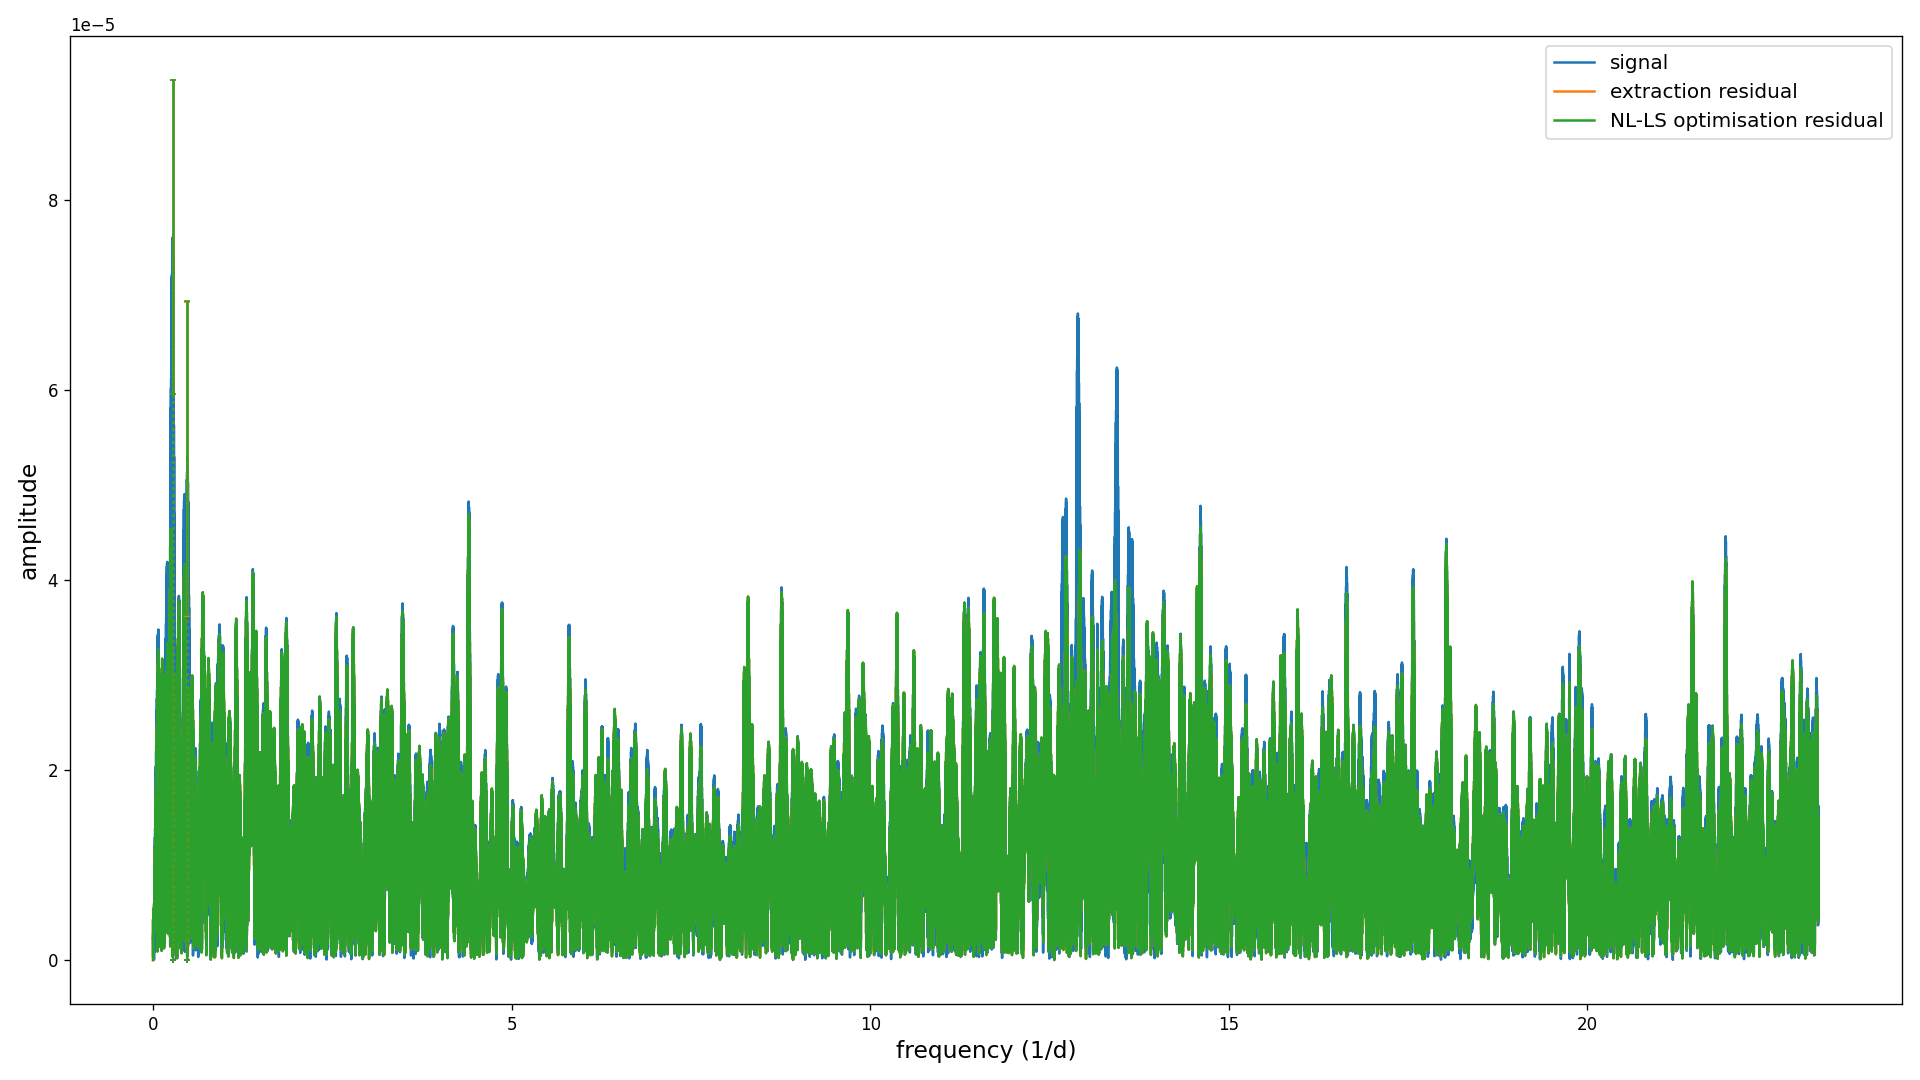 1e−5
signal
extraction residual
NL-LS optimisation residual
8
6
4
2
0
amplitude
0 5 10 15 20
frequency (1/d)